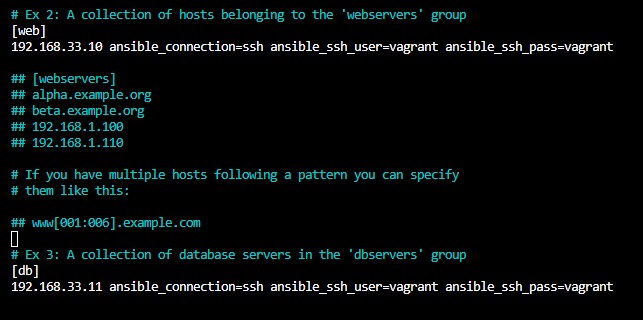 # Ex 2: A collection of hosts belonging to the 'webservers' group
[web]
192.168.33.10 ansible_connection=ssh ansible_ssh_user=vagrant ansible_ssh_pass=vagrant
## [webservers]
## alpha.example.org
## beta.example.org
## 192.168.1.100
## 192.168.1.110
# If you have multiple hosts following a pattern you can specify
# them like this:
## www[001:006].example.com
# Ex 3: A collection of database servers in the 'dbservers' group
[db]
192.168.33.11 ansible_connection=ssh ansible_ssh_user=vagrant ansible_ssh_pass=vagrant